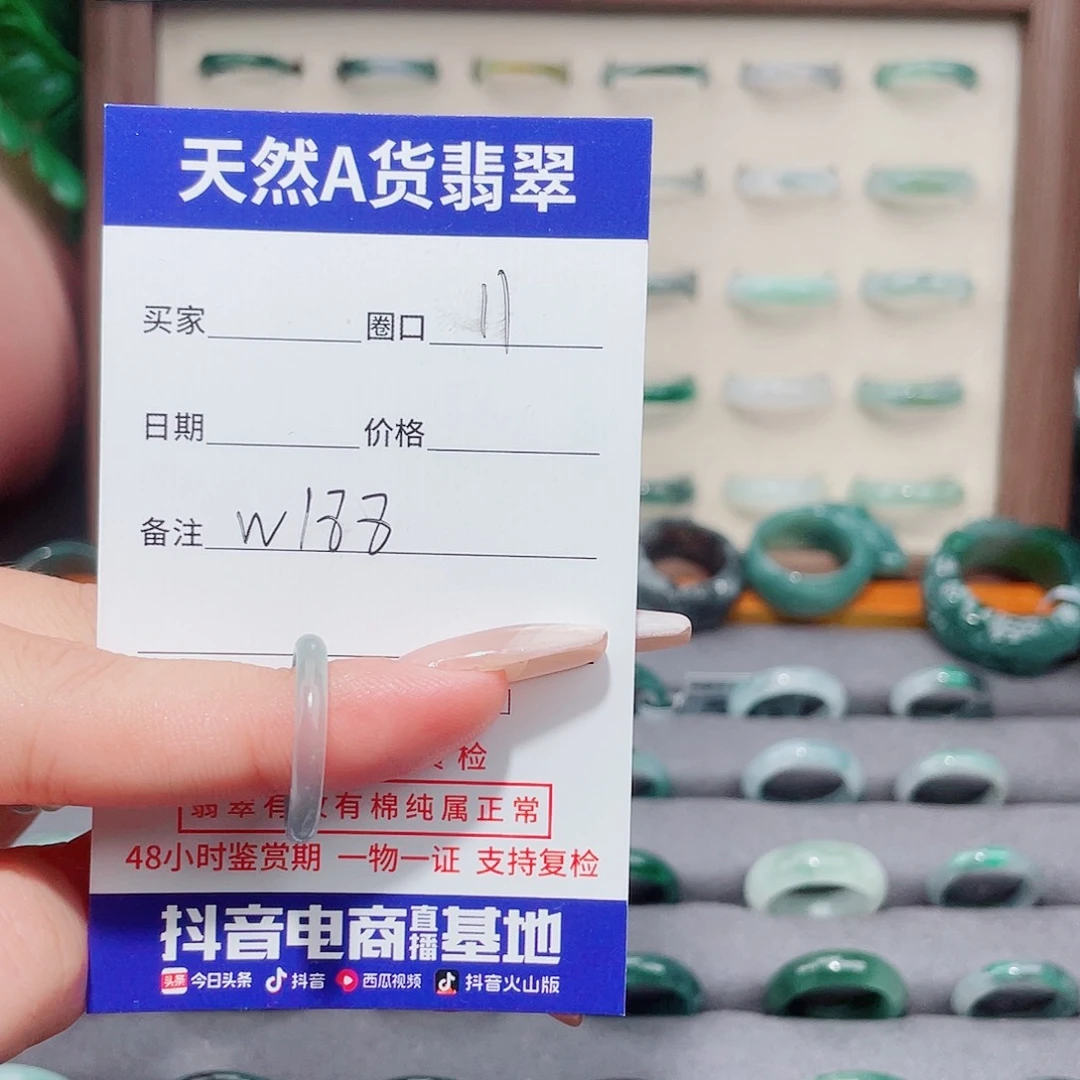 天然A货翡翠
买家 圈口 11
日期 价格
备注 W188
检
翡翠有 有棉纯属正常
48小时鉴赏期 一物一证 支持复检
抖音电商直播基地
头条 今日头条 抖音 西瓜视频 抖音火山版